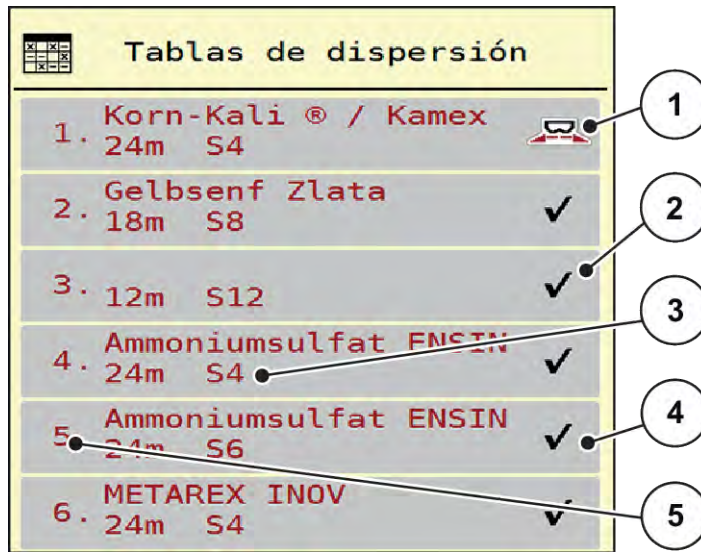 Tablas de dispersión
1. Korn-Kali ® / Kamex
24m S4
1
2. Gelbsenf Zlata
18m S8
2
3.
12m S12
3
4. Ammoniumsulfat ENSIN
24m S4
4
5. Ammoniumsulfat ENSIN
24m S6
5
6. METAREX INOV
24m S4